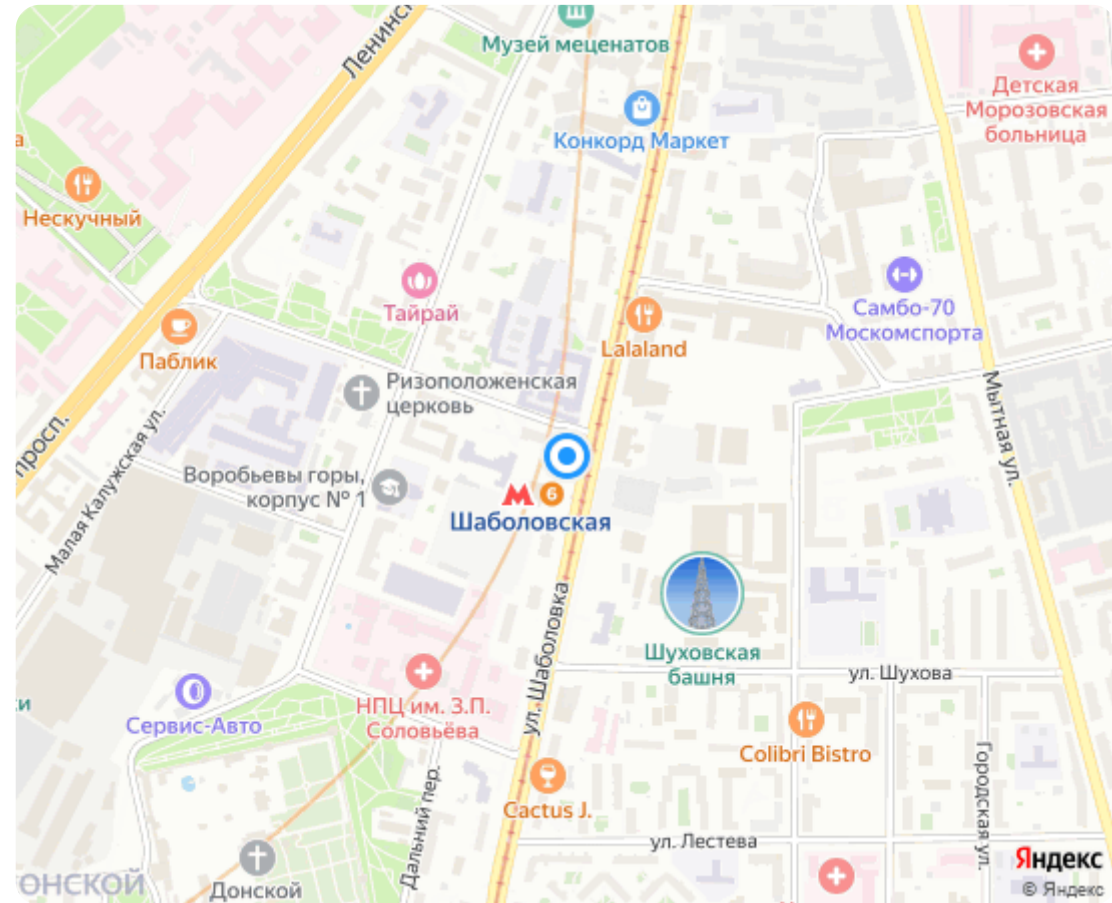 Ленинск
Музей меценатов
Детская
Морозовская
больница
Конкорд Маркет
а
Нескучный
Тайрай
Самбо-70
Москомспорта
Паблик
Lalaland
Ризоположенская
церковь
Мытная ул.
просп.
Малая Калужская ул.
Воробьевы горы,
корпус № 1
6
Шаболовская
ул. Шаболовка
Шуховская
башня
ул. Шухова
НПЦ им. З.П.
Соловьёва
ки
Сервис-Авто
Colibri Bistro
Городская ул.
Дальний пер.
Cactus J.
ул. Лестева
Яндекс
© Яндекс
ОНСКОЙ
Донской